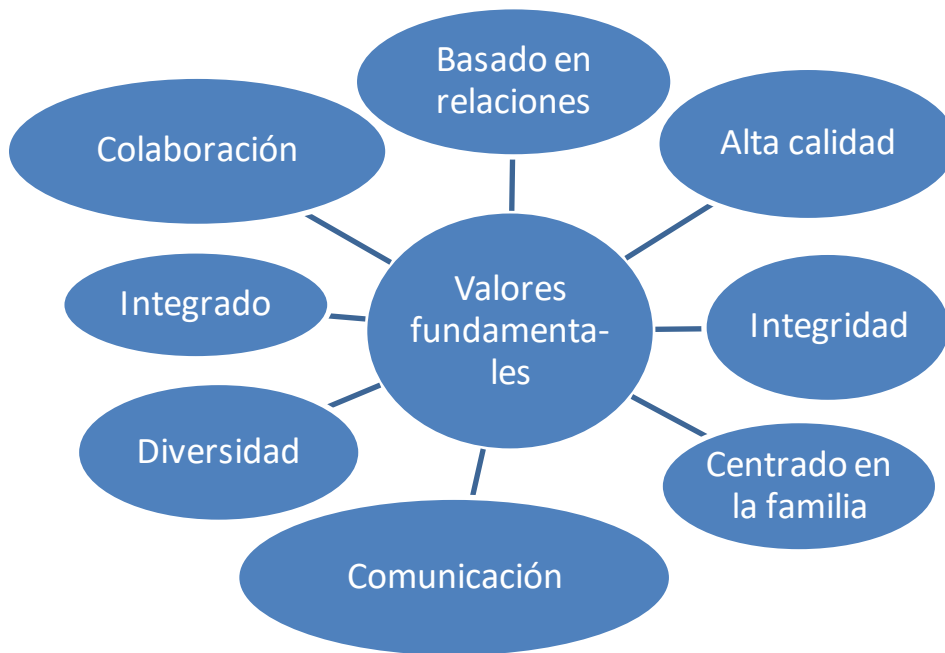 Basado en
relaciones
Colaboración
Alta calidad
Integrado
Valores
fundamenta-
les
Integridad
Diversidad
Centrado en
la familia
Comunicación